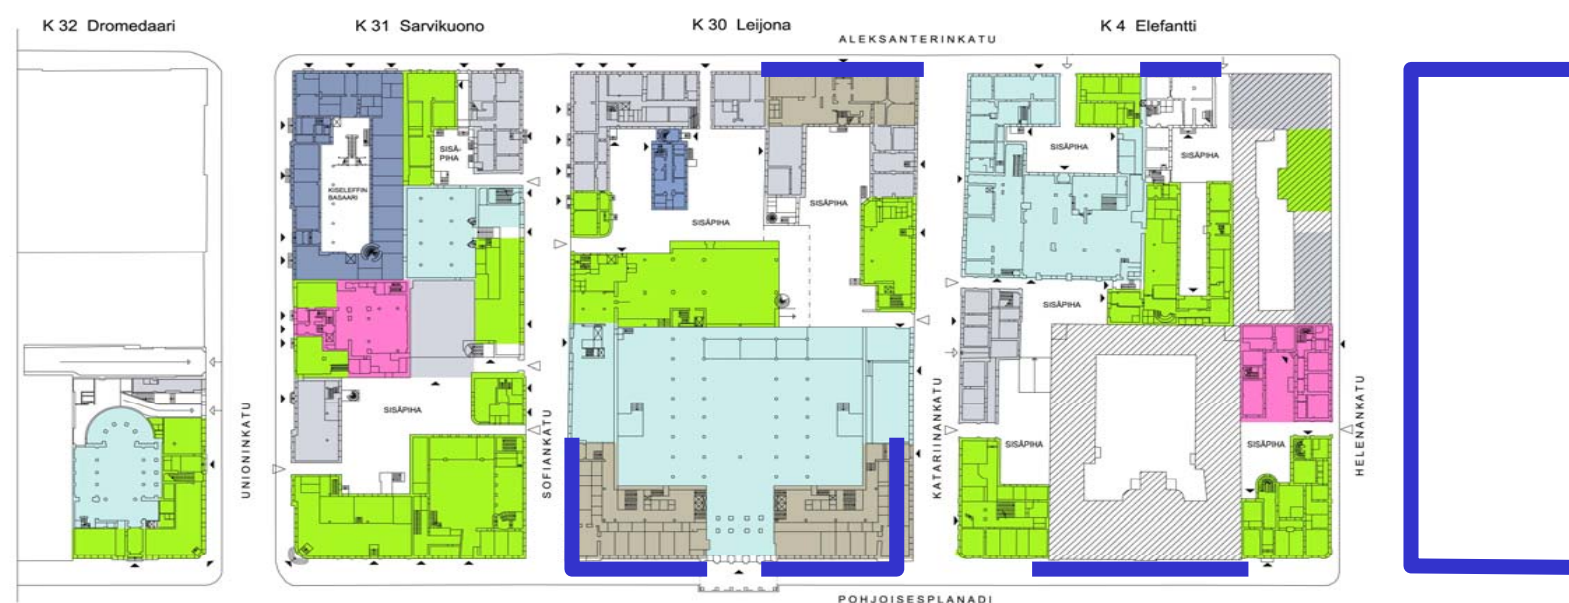 K 32 Dromedaari
K 31 Sarvikuono
K 30 Leijona
K 4 Elefantti
ALEKSANTERINKATU
SISÄ-
PIHA
KISELEFFIN
BASAARI
SISÄPIHA
SISÄPIHA
SISÄPIHA
SISÄPIHA
SISÄPIHA
SISÄPIHA
SISÄPIHA
SISÄPIHA
UNIONINKATU
SOFIANKATU
KATARIINANKATU
HELENANKATU
POHJOISESPLANADI